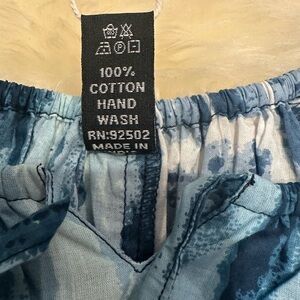 100%
COTTON
HAND
WASH
RN:92502
MADE IN